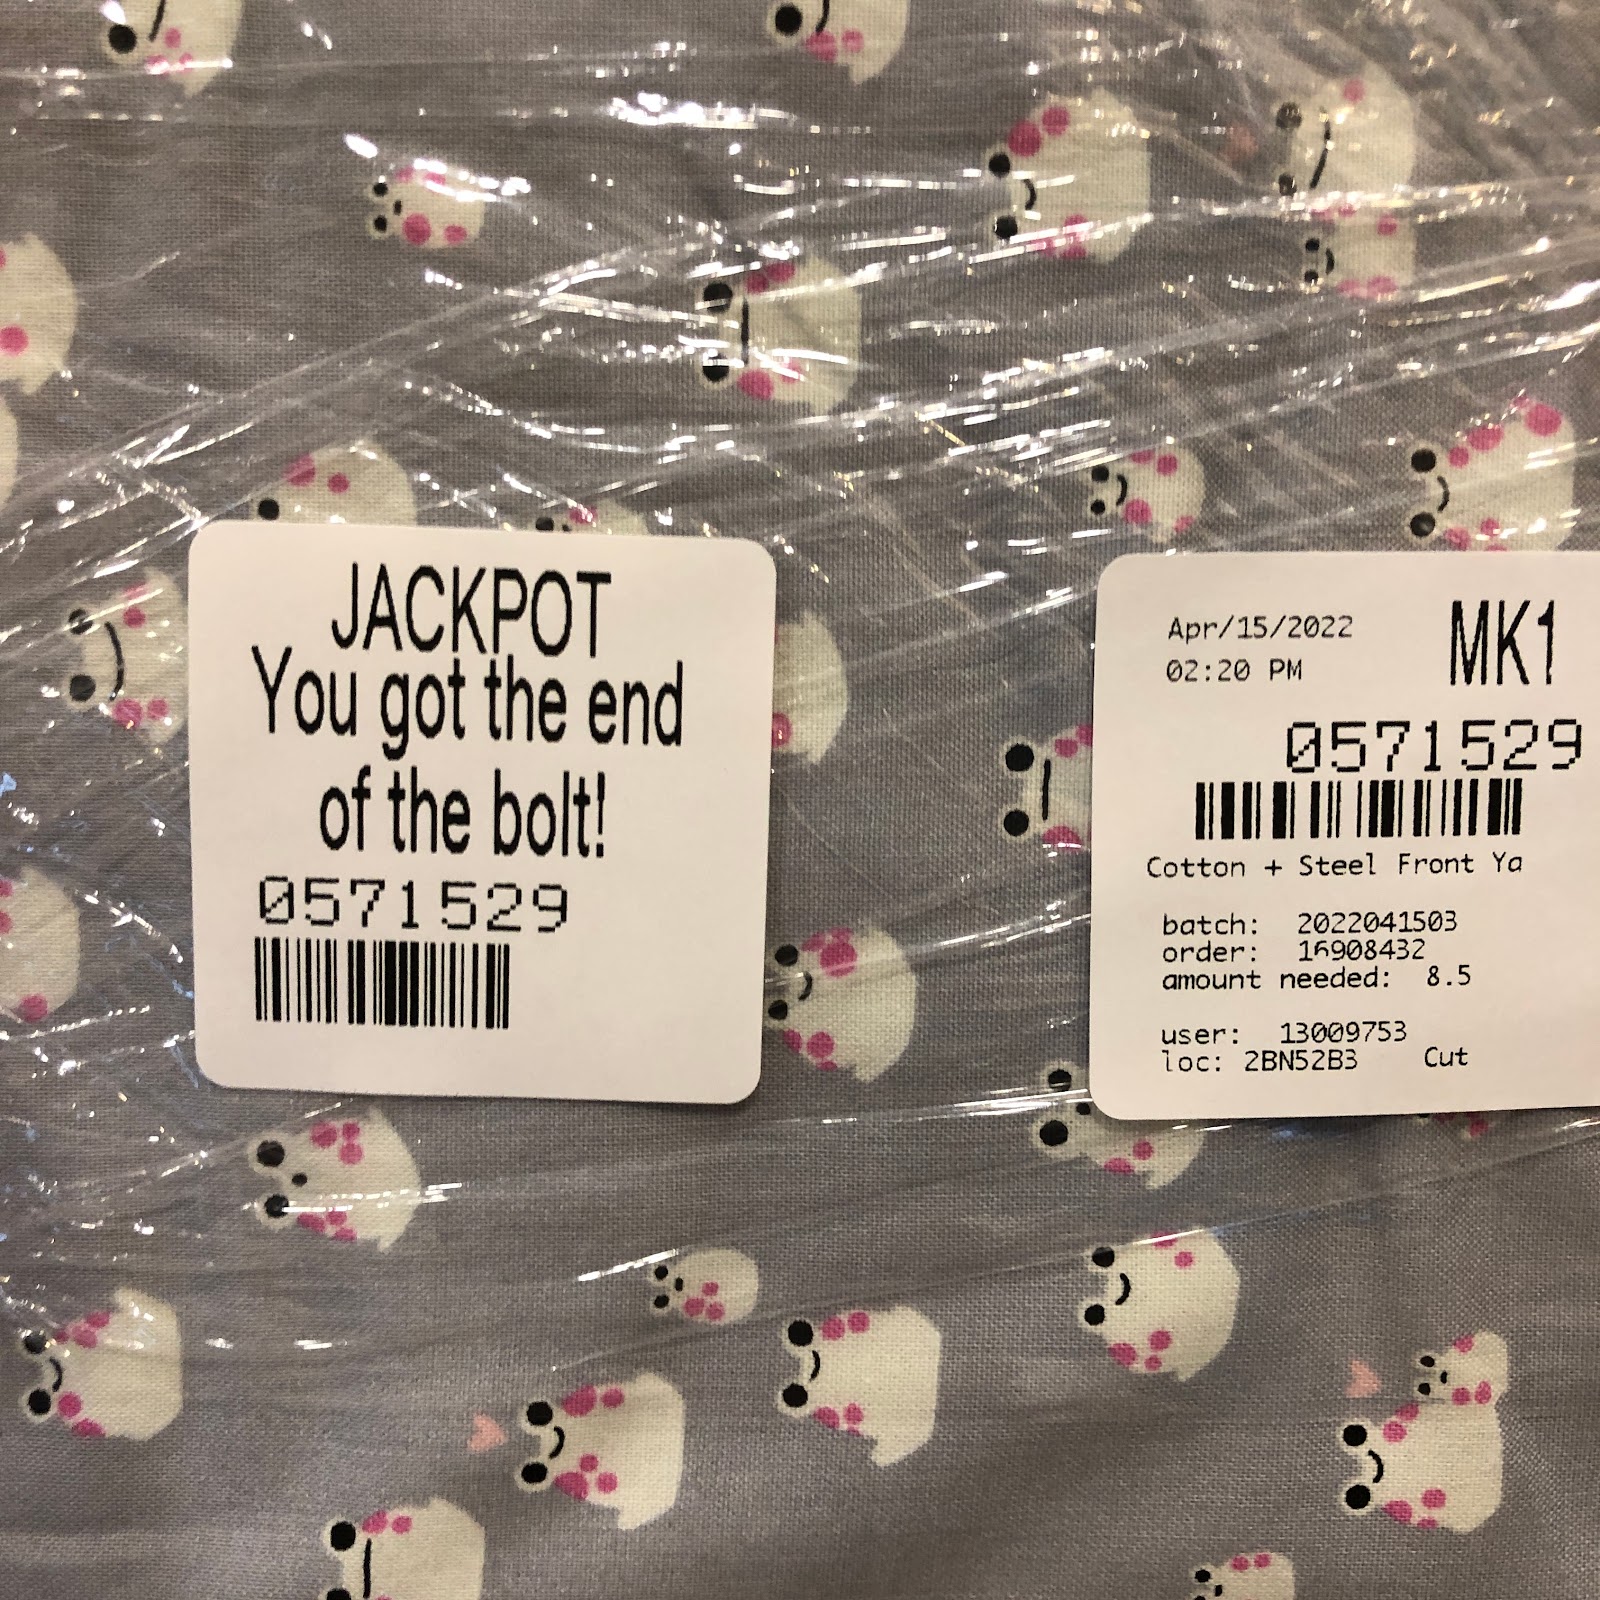 JACKPOT
You got the end
of the bolt!
0571529
Apr/15/2022
02:20 PM
MK1
0571529
Cotton + Steel Front Ya
batch: 2022041503
order: 16908432
amount needed: 8.5
user: 13009753
loc: 2BN52B3 Cut